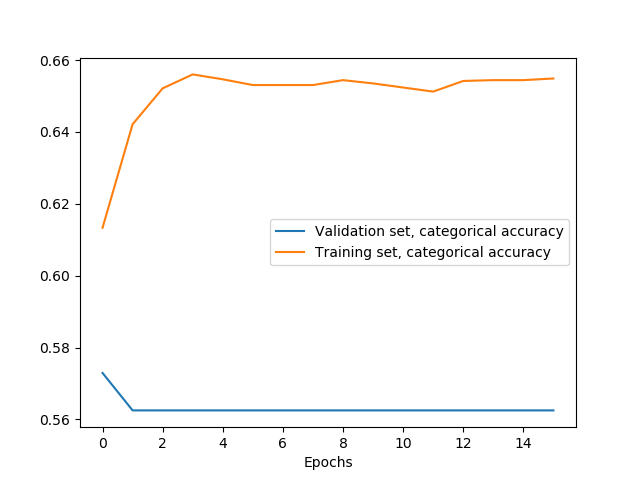 0.66
0.64
0.62
0.60
0.58
0.56
Validation set, categorical accuracy
Training set, categorical accuracy
0 2 4 6 8 10 12 14
Epochs